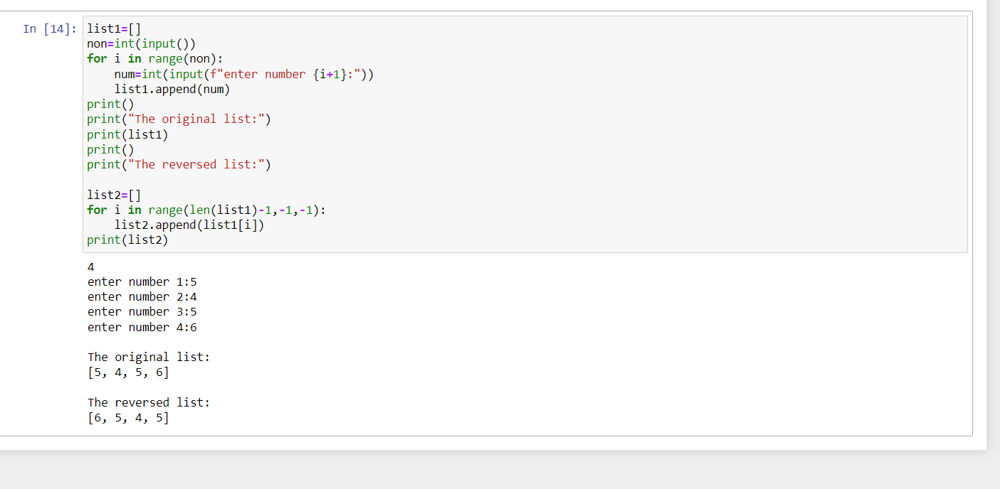 In [14]: list1=[]
non=int(input())
for i in range(non):
    num=int(input(f"enter number {i+1}:"))
    list1.append(num)
print()
print("The original list:")
print(list1)
print()
print("The reversed list:")

list2=[]
for i in range(len(list1)-1,-1,-1):
    list2.append(list1[i])
print(list2)

4
enter number 1:5
enter number 2:4
enter number 3:5
enter number 4:6

The original list:
[5, 4, 5, 6]

The reversed list:
[6, 5, 4, 5]